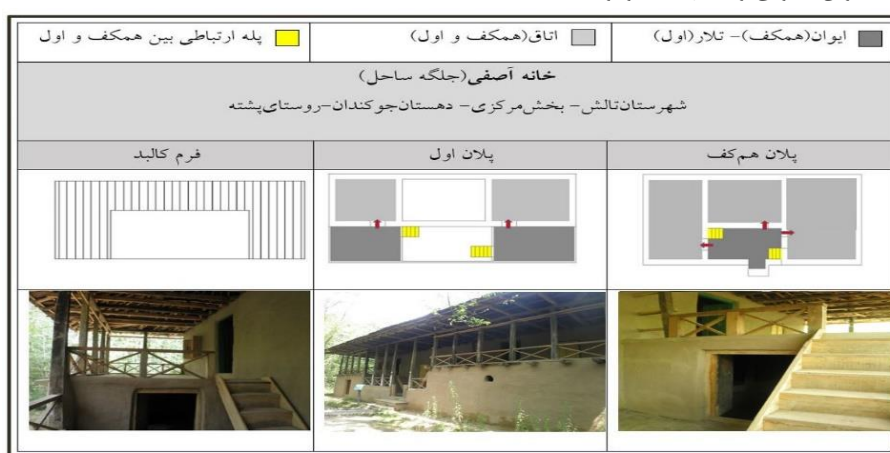 ایوان(همکف)- تلار(اول)
اتاق(همکف و اول)
پله ارتباطی بین همکف و اول
خانه آصفی(جلگه ساحل)
شهرستان‌تالش- بخش‌مرکزی- دهستان‌جوکندان-روستای‌پشته
پلان هم‌کف
پلان اول
فرم کالبد